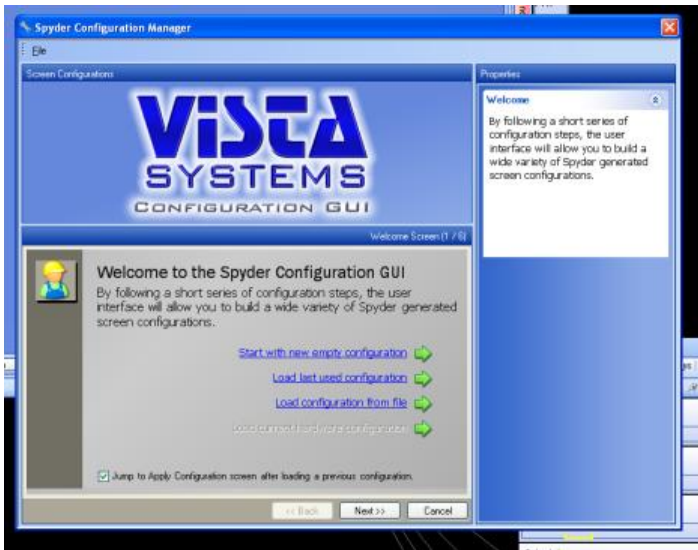 Spyder Configuration Manager
File
Screen Configurations
VISTA
SYSTEMS
CONFIGURATION GUI
Welcome Screen (1 / 6)
Welcome to the Spyder Configuration GUI
By following a short series of configuration steps, the user
interface will allow you to build a wide variety of Spyder generated
screen configurations.
Start with new empty configuration
Load last used configuration
Load configuration from file
Load current hardware configuration
Jump to Apply Configuration screen after loading a previous configuration.
<< Back
Next >>
Cancel
Properties
Welcome
By following a short series of
configuration steps, the user
interface will allow you to build a
wide variety of Spyder generated
screen configurations.